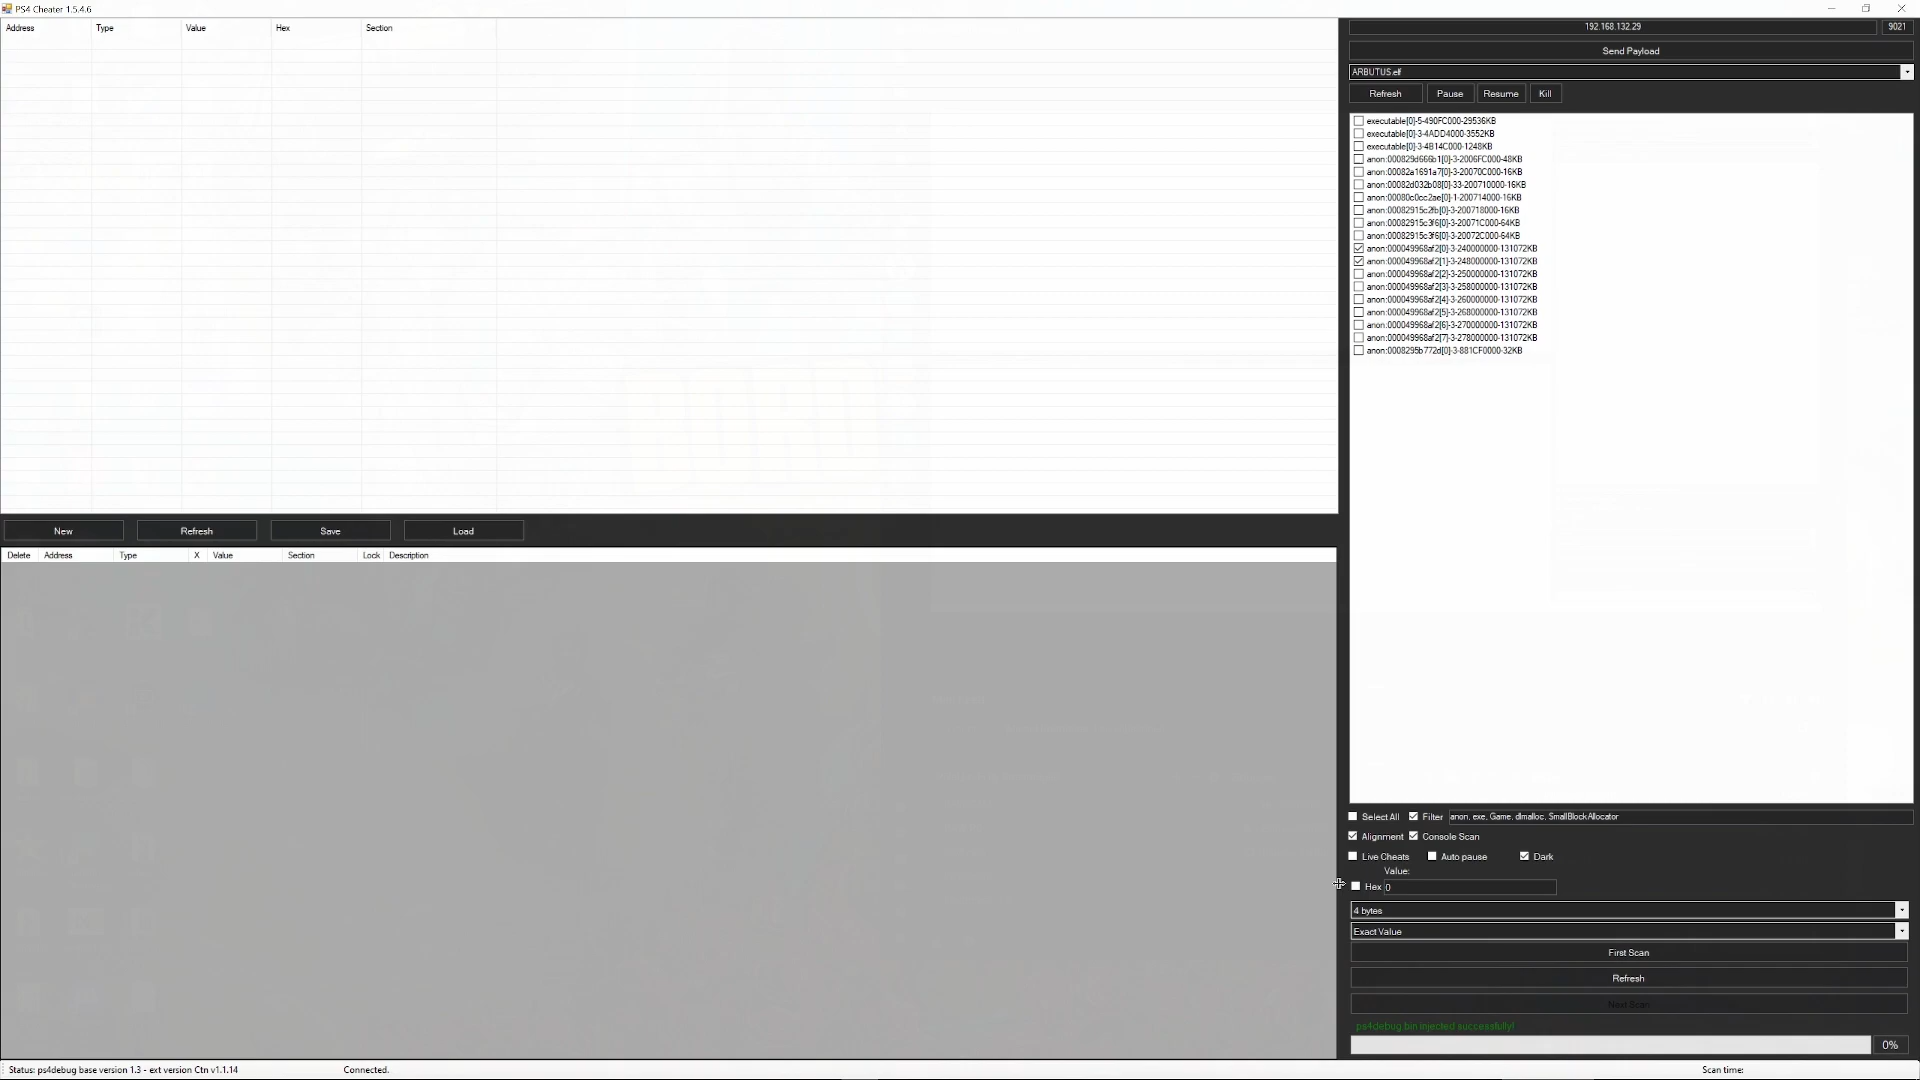 PS4 Cheater 1.5.4.6
Address Type Value Hex Section
192.168.132.29 9021
Send Payload
ARBUTUS.elf
Refresh Pause Resume Kill
executable[0]-5-490FC000-29536KB
executable[0]-3-4ADD4000-3552KB
executable[0]-3-4B14C000-1248KB
anon:000829d666b1[0]-3-2006FC000-48KB
anon:00082a1691a7[0]-3-20070C000-16KB
anon:00082d032b08[0]-33-200710000-16KB
anon:00080c0cc2ae[0]-1-200714000-16KB
anon:00082915c2fb[0]-3-200718000-16KB
anon:00082915c3f6[0]-3-20071C000-64KB
anon:00082915c3f6[0]-3-20072C000-64KB
anon:000049968af2[0]-3-240000000-131072KB
anon:000049968af2[1]-3-248000000-131072KB
anon:000049968af2[2]-3-250000000-131072KB
anon:000049968af2[3]-3-258000000-131072KB
anon:000049968af2[4]-3-260000000-131072KB
anon:000049968af2[5]-3-268000000-131072KB
anon:000049968af2[6]-3-270000000-131072KB
anon:000049968af2[7]-3-278000000-131072KB
anon:0008295b772d[0]-3-881CF0000-32KB
New Refresh Save Load
Delete Address Type X Value Section Lock Description
Select All Filter anon, exe, Game, dlmalloc, SmallBlockAllocator
Alignment Console Scan
Live Cheats Auto pause Dark
Value:
Hex 0
4 bytes
Exact Value
First Scan
Refresh
Next Scan
ps4debug.bin injected successfully!
0%
Status: ps4debug base version 1.3 - ext version Ctn v1.1.14 Connected. Scan time: